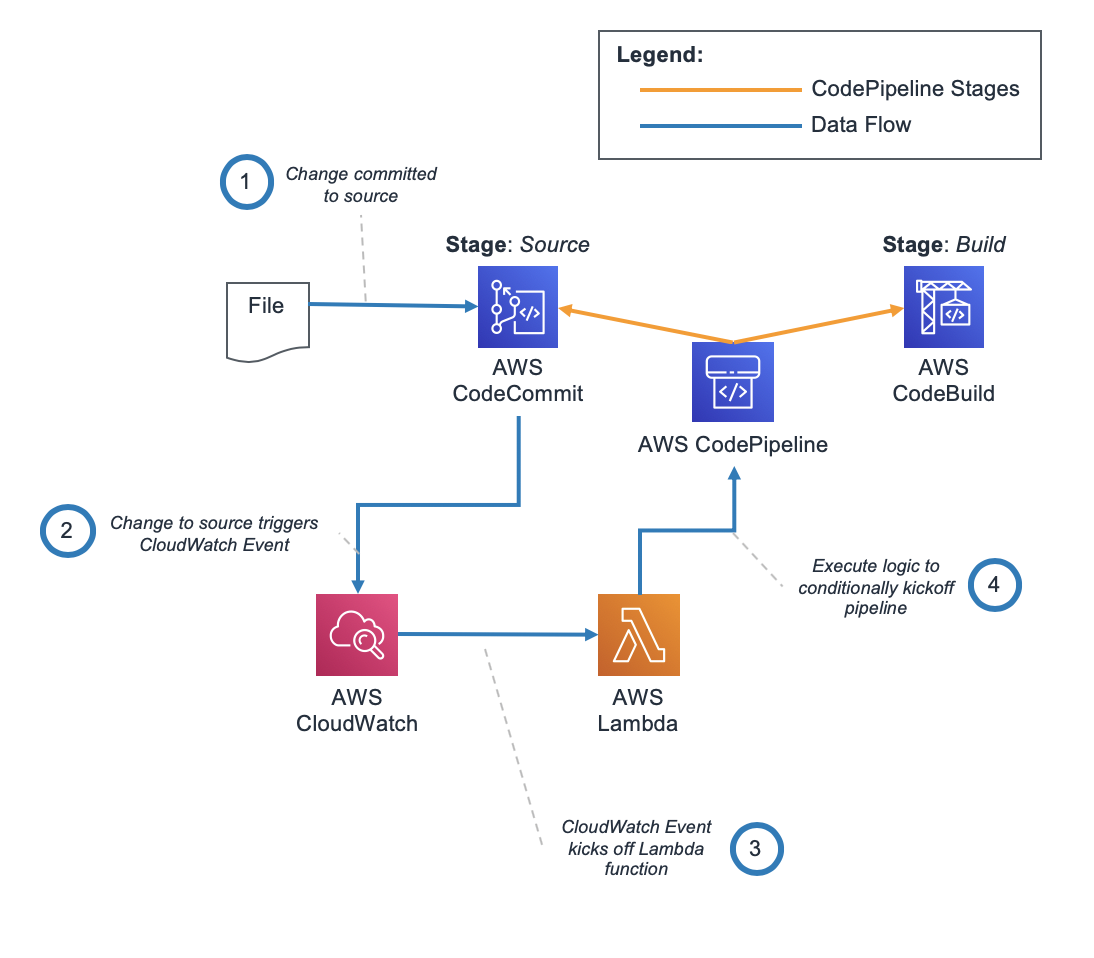 Legend:
CodePipeline Stages
Data Flow
1
Change committed
to source
Stage: Source
Stage: Build
File
AWS
CodeCommit
AWS
CodeBuild
AWS CodePipeline
2
Change to source triggers
CloudWatch Event
Execute logic to
conditionally kickoff
pipeline
4
AWS
CloudWatch
AWS
Lambda
CloudWatch Event
kicks off Lambda
function
3